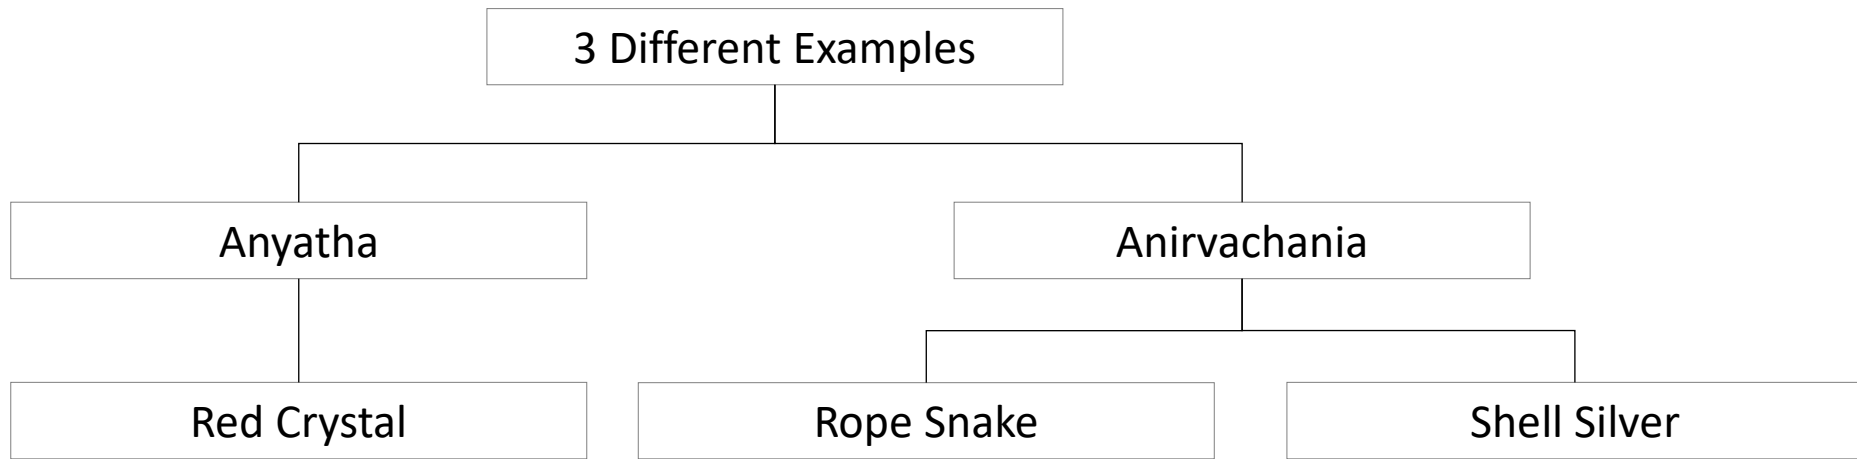 3 Different Examples
Anyatha
Anirvachania
Red Crystal
Rope Snake
Shell Silver